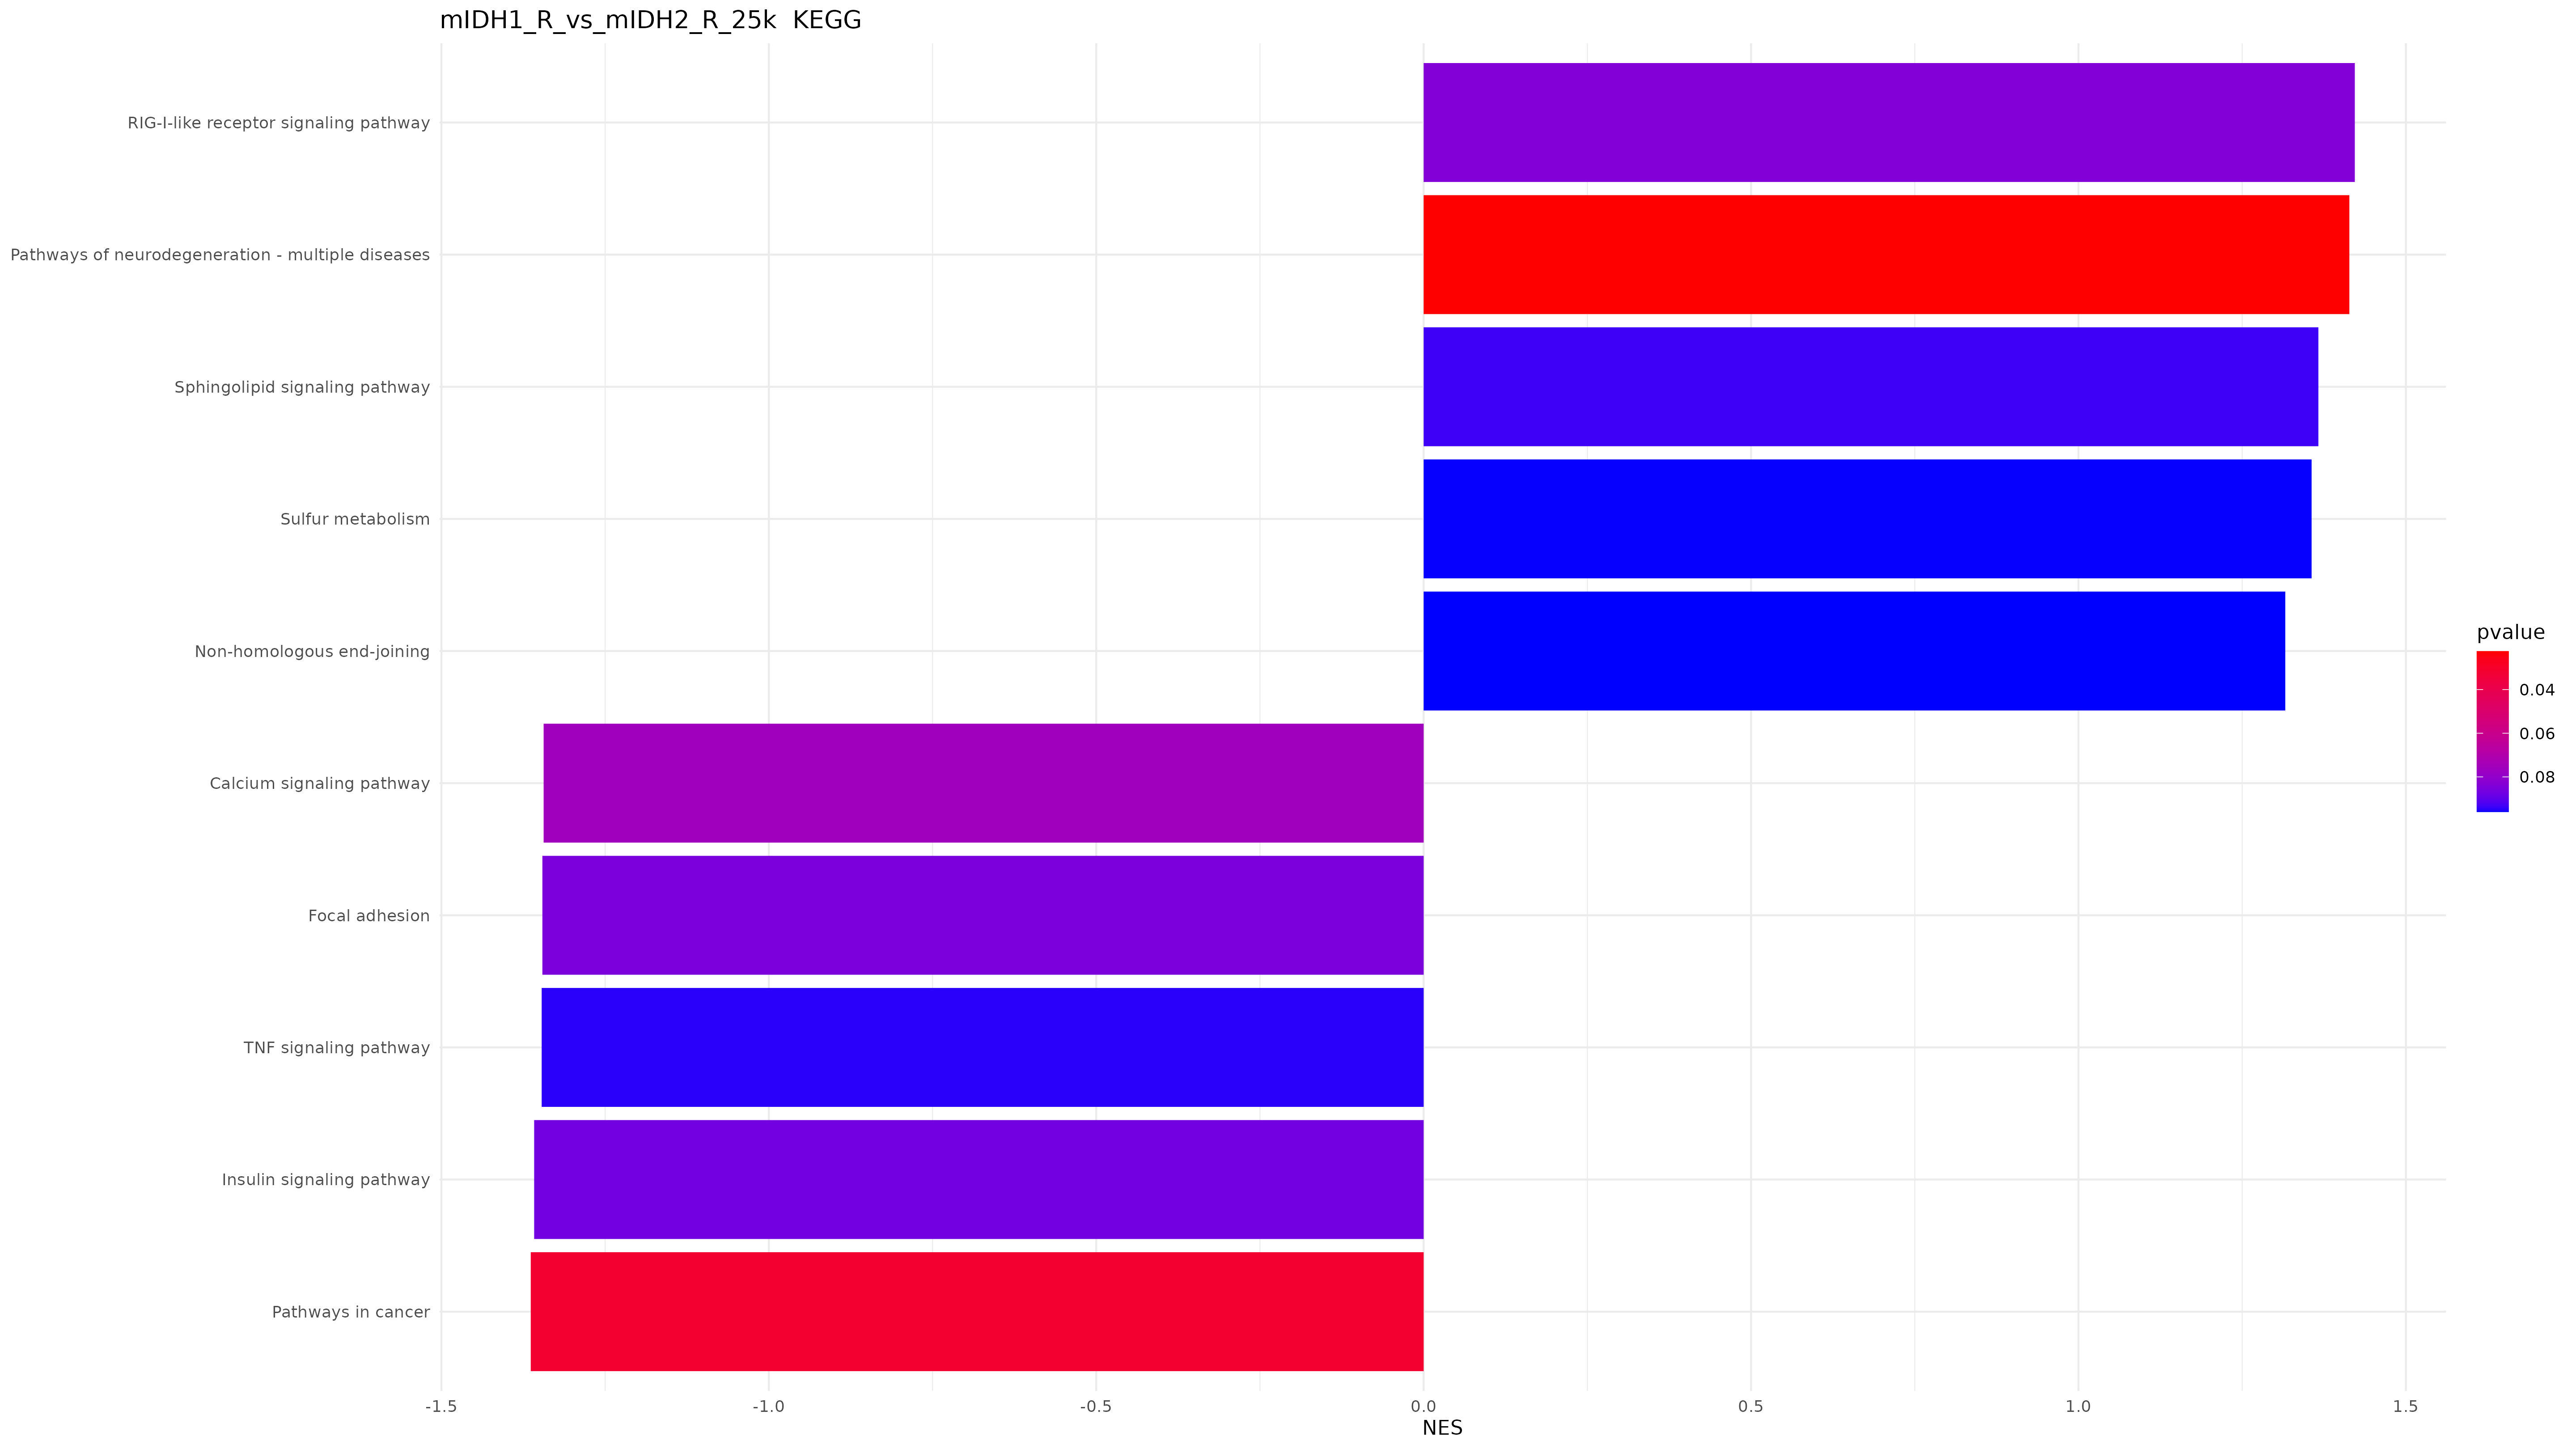 mIDH1_R_vs_mIDH2_R_25k  KEGG
RIG-I-like receptor signaling pathway
Pathways of neurodegeneration - multiple diseases
Sphingolipid signaling pathway
Sulfur metabolism
Non-homologous end-joining
Calcium signaling pathway
Focal adhesion
TNF signaling pathway
Insulin signaling pathway
Pathways in cancer
-1.5
-1.0
-0.5
0.0
0.5
1.0
1.5
NES
pvalue
0.04
0.06
0.08